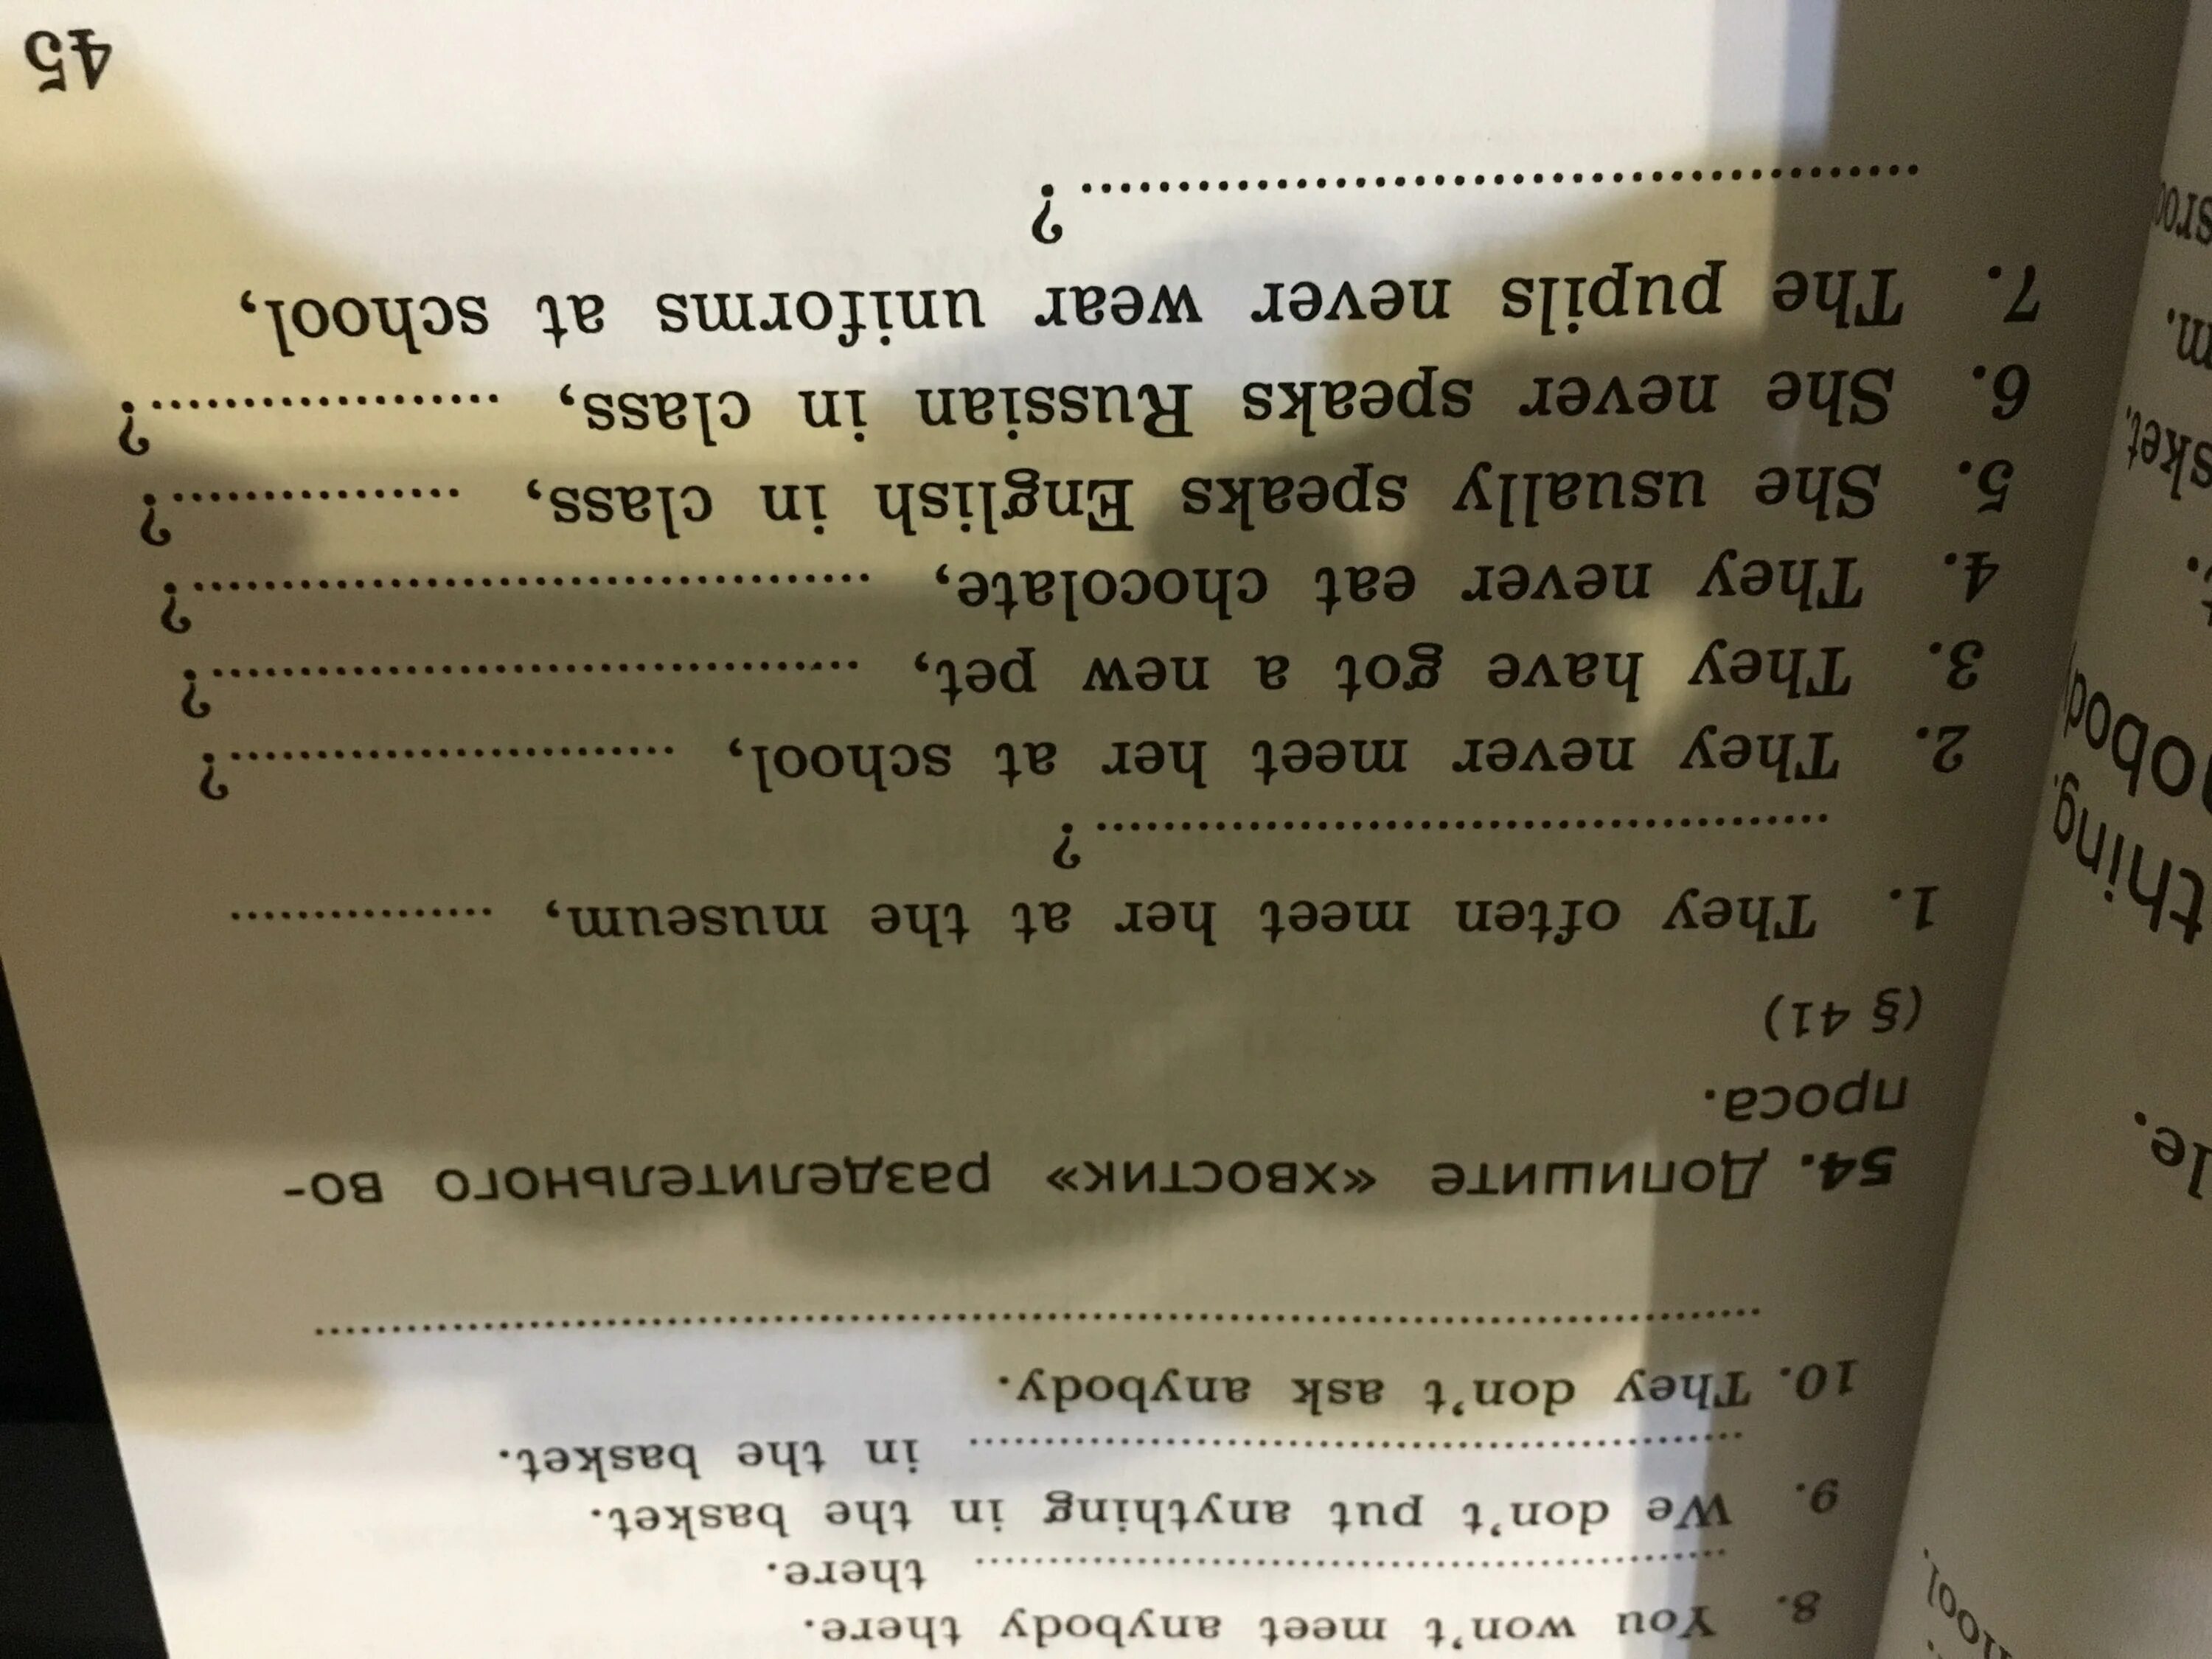 8. You won't meet anybody there.
........................................ there.
9. We don't put anything in the basket.
........................................ in the basket.
10. They don't ask anybody.
................................................................................
54. Допишите «хвостик» разделительного во-
проса.
(§ 41)
1. They often meet her at the museum, ................
........................................?
2. They never meet her at school, ..........................?
3. They have got a new pet, ......................................?
4. They never eat chocolate, ......................................?
5. She usually speaks English in class, .................?
6. She never speaks Russian in class, ...................?
7. The pupils never wear uniforms at school,
............................................?
45
le.
thing.
sket.
m.